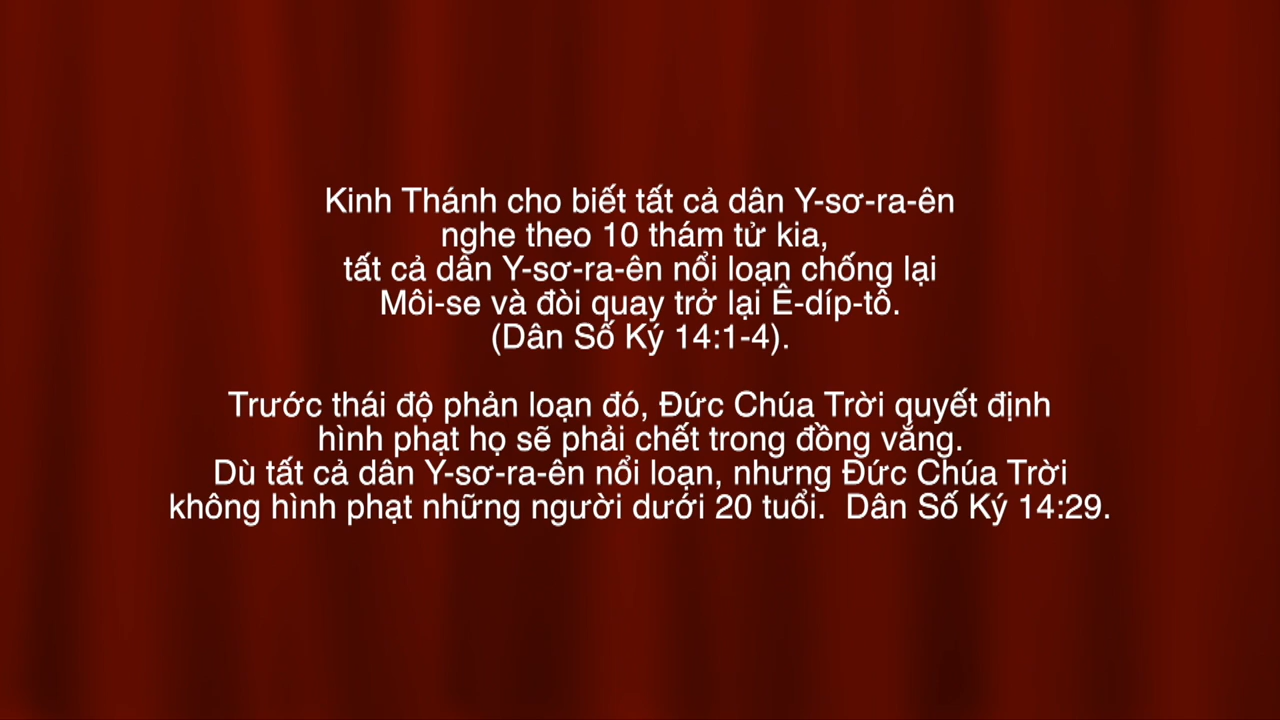 Kinh Thánh cho biết tất cả dân Y-sơ-ra-ên
nghe theo 10 thám tử kia,
tất cả dân Y-sơ-ra-ên nổi loạn chống lại
Môi-se và đòi quay trở lại Ê-díp-tô.
(Dân Số Ký 14:1-4).
Trước thái độ phản loạn đó, Đức Chúa Trời quyết định
hình phạt họ sẽ phải chết trong đồng vắng.
Dù tất cả dân Y-sơ-ra-ên nổi loạn, nhưng Đức Chúa Trời
không hình phạt những người dưới 20 tuổi.  Dân Số Ký 14:29.